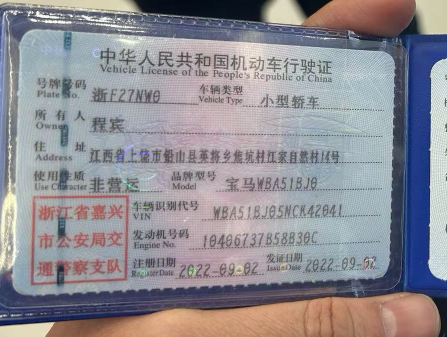 中华人民共和国机动车行驶证
Vehicle License of the People's Republic of China
号牌号码 Plate No. 浙F27NW0 车辆类型 Vehicle Type 小型轿车
所有人 Owner 程宾
住址 Address 江西省上饶市铅山县英将乡焦坑村江家自然村14号
使用性质 Use Character 非营运 品牌型号 Model 宝马WBA51BJ0
车辆识别代号 VIN WBA51BJ05NCK42041
发动机号码 Engine No. 10406737B58B30C
注册日期 Register Date 2022-09-02 发证日期 Issue Date 2022-09-02
浙江省嘉兴
市公安局交
通警察支队